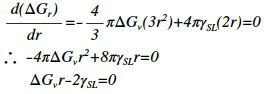 d(ΔG_r)/dr = -4/3 πΔG_v(3r²)+4πγ_SL(2r)=0
∴ -4πΔG_v r²+8πγ_SL r=0
ΔG_v r-2γ_SL=0